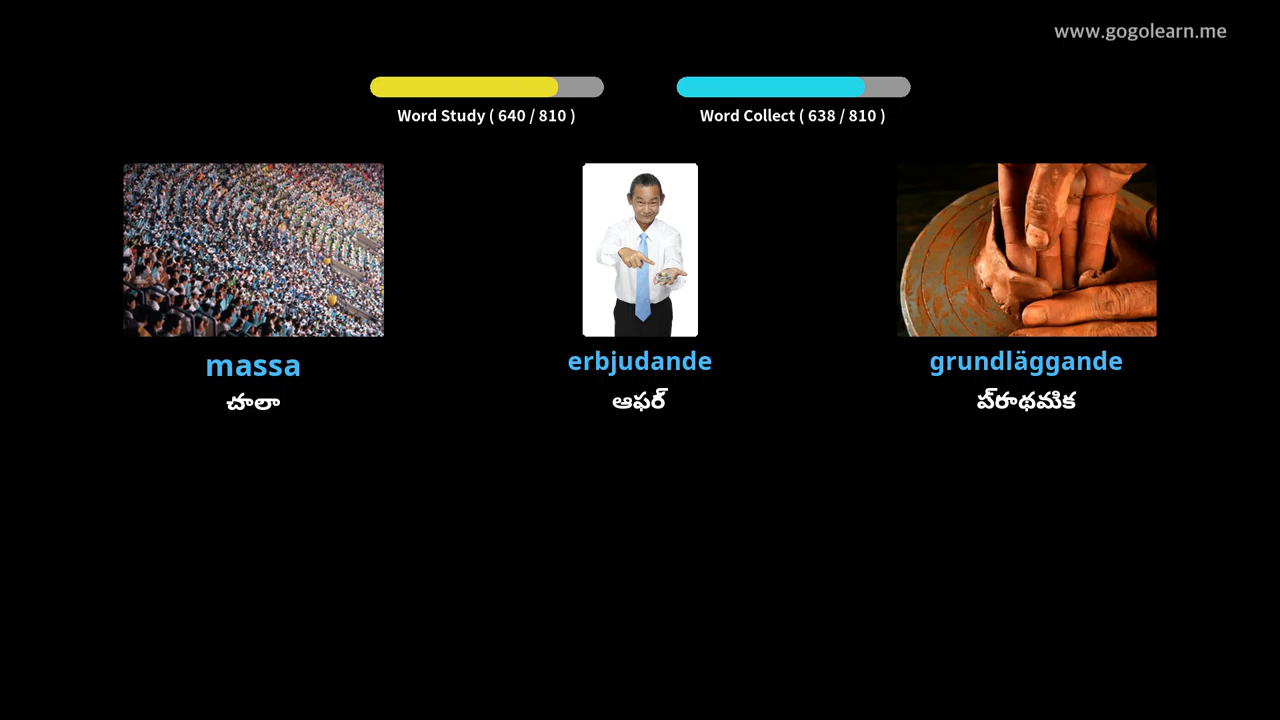 www.gogolearn.me
Word Study ( 640 / 810 )
Word Collect ( 638 / 810 )
massa
erbjudande
grundläggande
చాలా
ఆఫర్
ప్రాథమిక